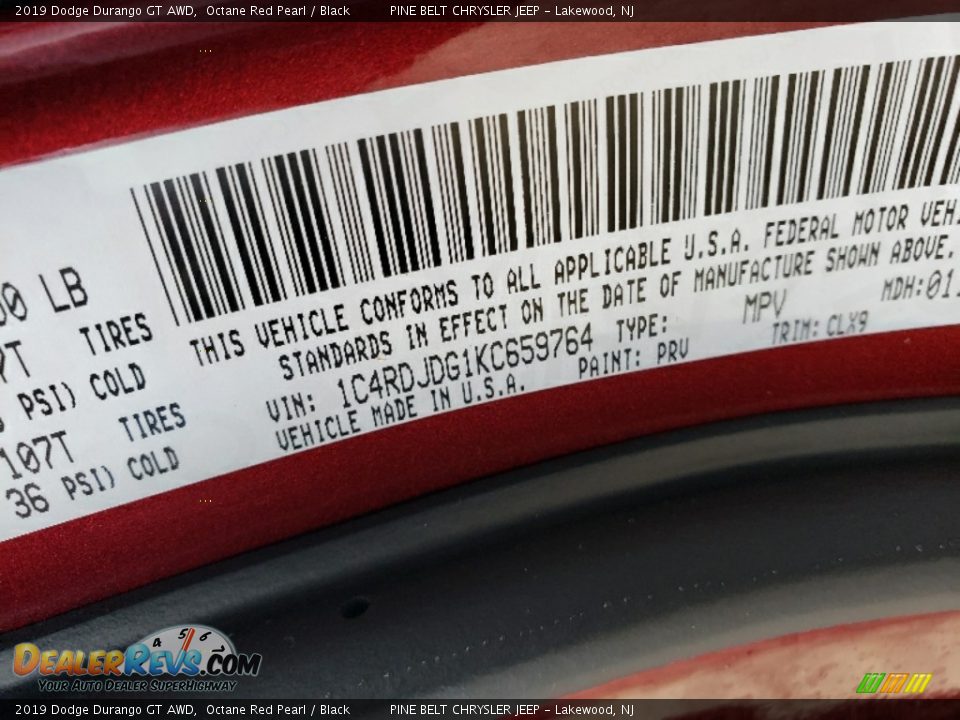 2019 Dodge Durango GT AWD,  Octane Red Pearl / Black        PINE BELT CHRYSLER JEEP - Lakewood, NJ
LB
TIRES
PSI) COLD
107T TIRES
36 PSI) COLD
THIS VEHICLE CONFORMS TO ALL APPLICABLE U.S.A. FEDERAL MOTOR
STANDARDS IN EFFECT ON THE DATE OF MANUFACTURE SHOWN ABOVE.
VIN: 1C4RDJDG1KC659764 TYPE: MPV MDH:
VEHICLE MADE IN U.S.A. PAINT: PRV TRIM: CLX9
4 5 6
DEALERREVS.COM
YOUR AUTO DEALER SUPERHIGHWAY
2019 Dodge Durango GT AWD,  Octane Red Pearl / Black        PINE BELT CHRYSLER JEEP - Lakewood, NJ